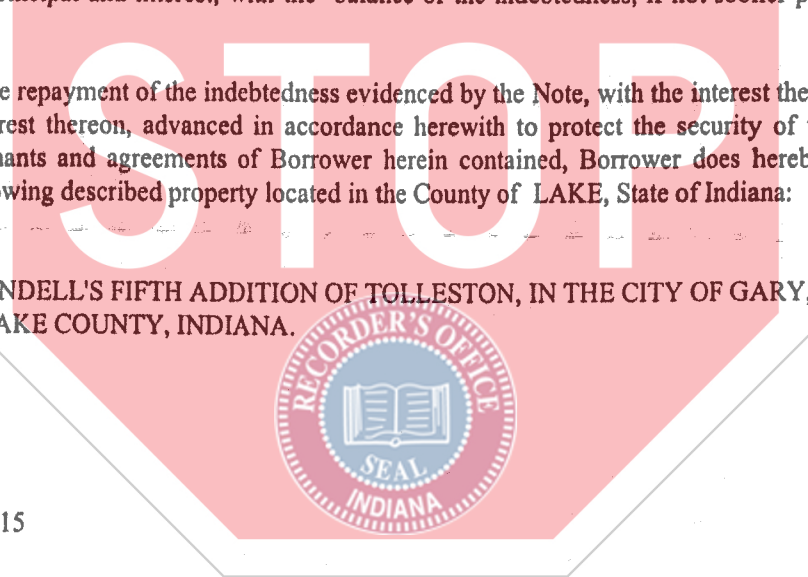 e repayment of the indebtedness evidenced by the Note, with the interest the
rest thereon, advanced in accordance herewith to protect the security of
nants and agreements of Borrower herein contained, Borrower does hereb
owing described property located in the County of LAKE, State of Indiana:
STOP
NDELL'S FIFTH ADDITION OF TOLLESTON, IN THE CITY OF GARY,
AKE COUNTY, INDIANA.
RECORDER'S OFFICE
SEAL
INDIANA
15